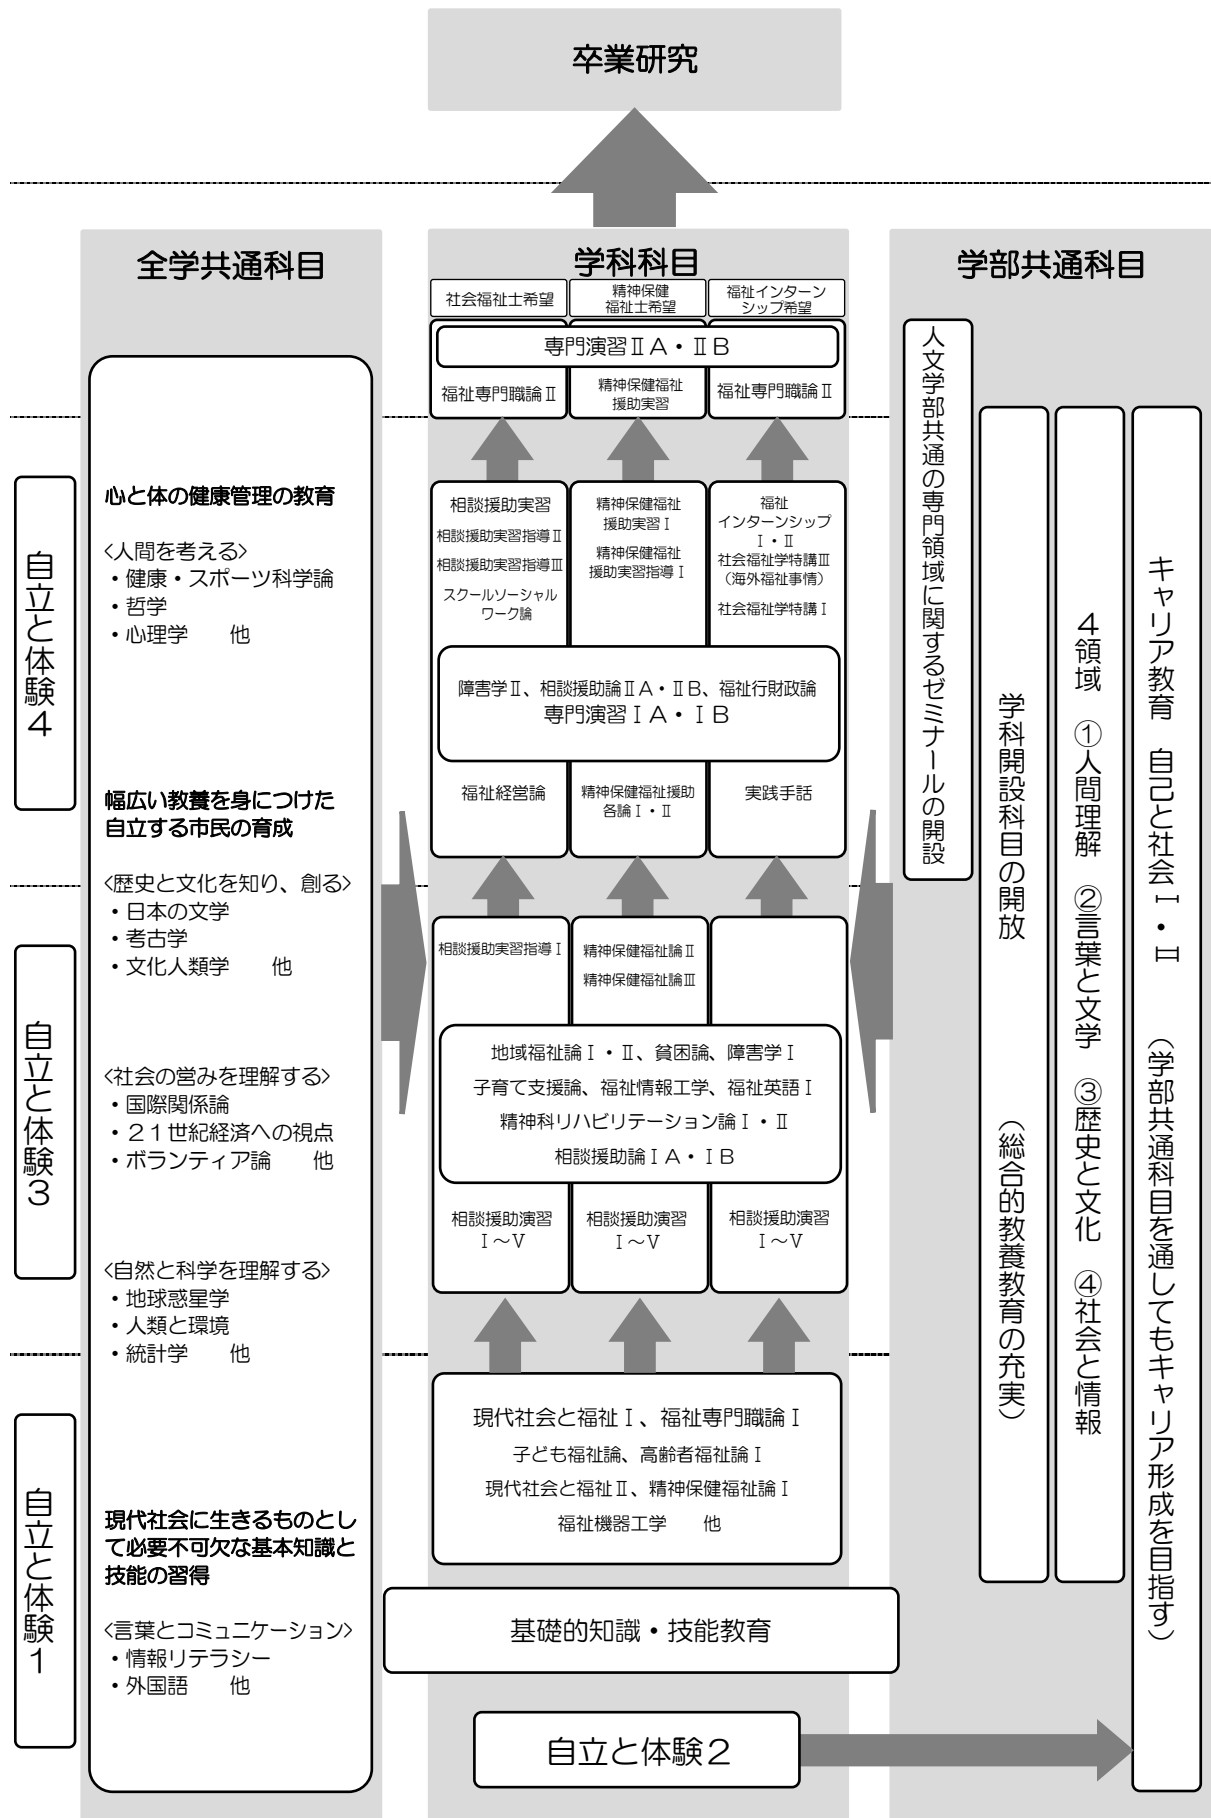 卒業研究
全学共通科目
自立と体験4
自立と体験3
自立と体験1
心と体の健康管理の教育
〈人間を考える〉
・健康・スポーツ科学論
・哲学
・心理学　他
幅広い教養を身につけた
自立する市民の育成
〈歴史と文化を知り、創る〉
・日本の文学
・考古学
・文化人類学　他
〈社会の営みを理解する〉
・国際関係論
・２１世紀経済への視点
・ボランティア論　他
〈自然と科学を理解する〉
・地球惑星学
・人類と環境
・統計学　他
現代社会に生きるものとし
て必要不可欠な基本知識と
技能の習得
〈言葉とコミュニケーション〉
・情報リテラシー
・外国語　他
学科科目
社会福祉士希望
精神保健
福祉士希望
福祉インターン
シップ希望
専門演習ⅡＡ・ⅡＢ
福祉専門職論Ⅱ
精神保健福祉
援助実習
福祉専門職論Ⅱ
相談援助実習
相談援助実習指導Ⅱ
相談援助実習指導Ⅲ
スクールソーシャル
ワーク論
精神保健福祉
援助実習Ⅰ
精神保健福祉
援助実習指導Ⅰ
福祉
インターンシップ
Ⅰ・Ⅱ
社会福祉学特講Ⅲ
（海外福祉事情）
社会福祉学特講Ⅰ
障害学Ⅱ、相談援助論ⅡＡ・ⅡＢ、福祉行財政論
専門演習ⅠＡ・ⅠＢ
福祉経営論
精神保健福祉援助
各論Ⅰ・Ⅱ
実践手話
相談援助実習指導Ⅰ
精神保健福祉論Ⅱ
精神保健福祉論Ⅲ
地域福祉論Ⅰ・Ⅱ、貧困論、障害学Ⅰ
子育て支援論、福祉情報工学、福祉英語Ⅰ
精神科リハビリテーション論Ⅰ・Ⅱ
相談援助論ⅠＡ・ⅠＢ
相談援助演習
Ⅰ～Ⅴ
相談援助演習
Ⅰ～Ⅴ
相談援助演習
Ⅰ～Ⅴ
現代社会と福祉Ⅰ、福祉専門職論Ⅰ
子ども福祉論、高齢者福祉論Ⅰ
現代社会と福祉Ⅱ、精神保健福祉論Ⅰ
福祉機器工学　他
基礎的知識・技能教育
自立と体験２
学部共通科目
人文学部共通の専門領域に関するゼミナールの開設
学科開設科目の開放　（総合的教養教育の充実）
４領域　①人間理解　②言葉と文学　③歴史と文化　④社会と情報
キャリア教育　自己と社会Ⅰ・Ⅱ　（学部共通科目を通してもキャリア形成を目指す）